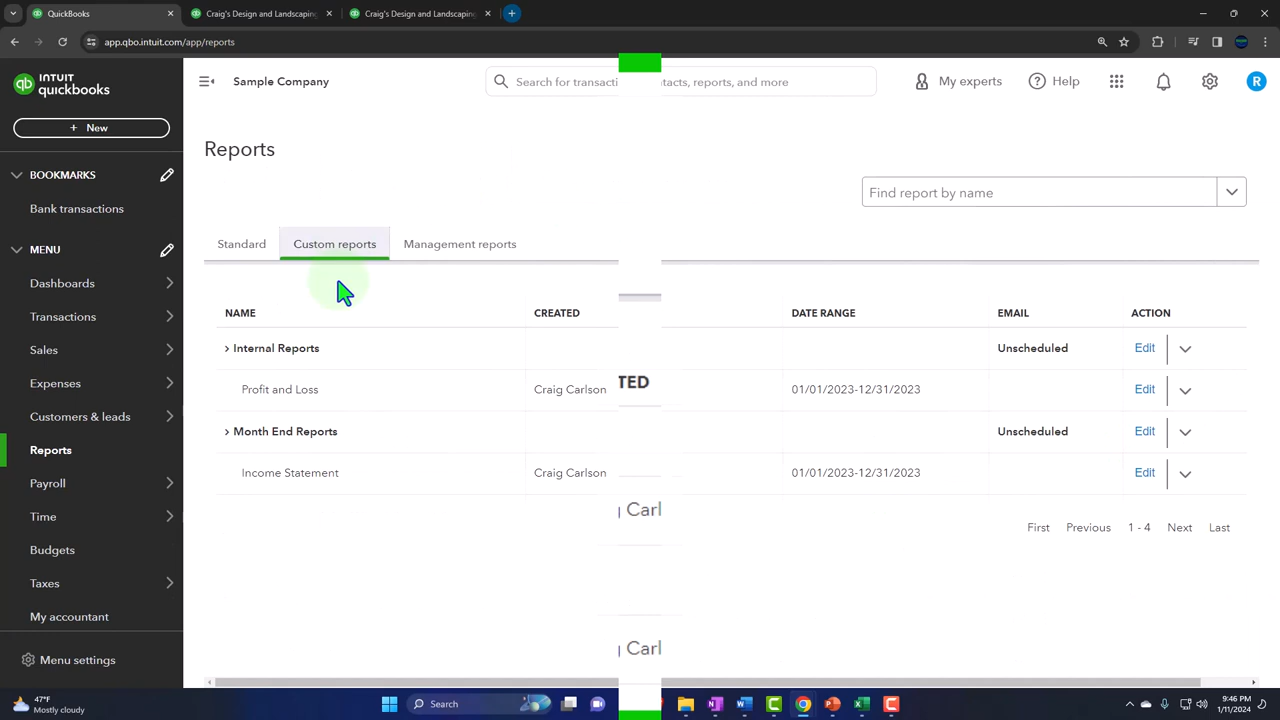 QuickBooks
Craig's Design and Landscaping
Craig's Design and Landscaping
app.qbo.intuit.com/app/reports
INTUIT
quickbooks
+ New
BOOKMARKS
Bank transactions
MENU
Dashboards
Transactions
Sales
Expenses
Customers & leads
Reports
Payroll
Time
Budgets
Taxes
My accountant
Menu settings
Sample Company
Search for transacti tacts, reports, and more
My experts
Help
R
Reports
Find report by name
Standard
Custom reports
Management reports
NAME CREATED DATE RANGE EMAIL ACTION
Internal Reports Unscheduled Edit
Profit and Loss Craig Carlson 01/01/2023-12/31/2023 Edit
TED
Month End Reports Unscheduled Edit
Income Statement Craig Carlson 01/01/2023-12/31/2023 Edit
g Carl
First Previous 1 - 4 Next Last
g Carl
47°F
Mostly cloudy
Search
9:46 PM
1/11/2024